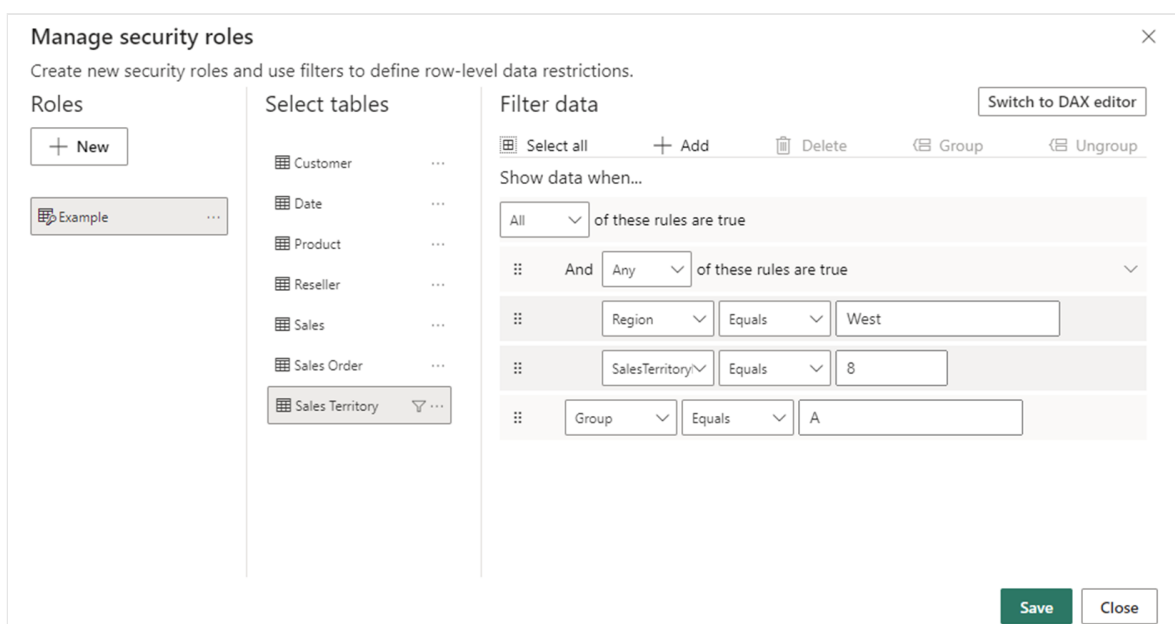 Manage security roles
Create new security roles and use filters to define row-level data restrictions.
Roles
New
Example
Select tables
Customer
Date
Product
Reseller
Sales
Sales Order
Sales Territory
Filter data
Switch to DAX editor
Select all Add Delete Group Ungroup
Show data when...
All of these rules are true
And Any of these rules are true
Region Equals West
SalesTerritory Equals 8
Group Equals A
Save Close